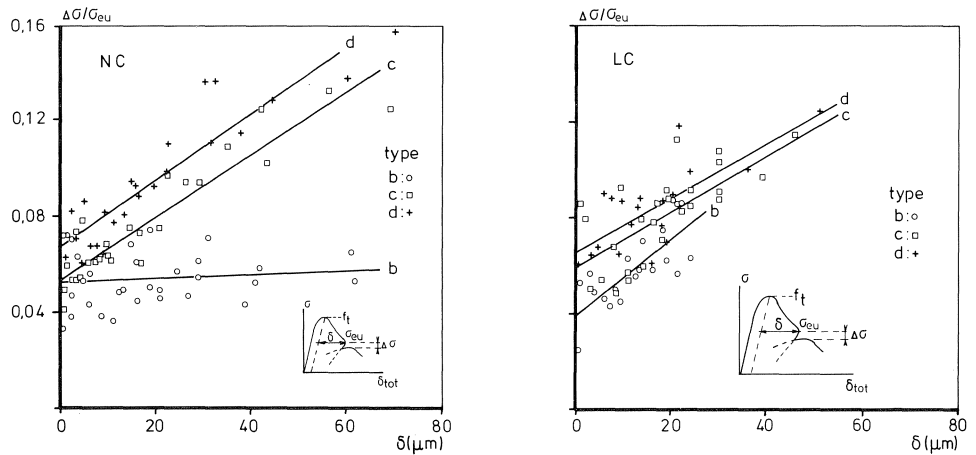 Δσ/σeu
0,16
0,12
0,08
0,04
0
20
40
60
80
δ(μm)
NC
d
c
b
type
b: ○
c: □
d: +
σ
ft
δ
σeu
Δσ
δtot
Δσ/σeu
LC
d
c
b
type
b: ○
c: □
d: +
σ
ft
δ
σeu
Δσ
δtot
0
20
40
60
80
δ(μm)